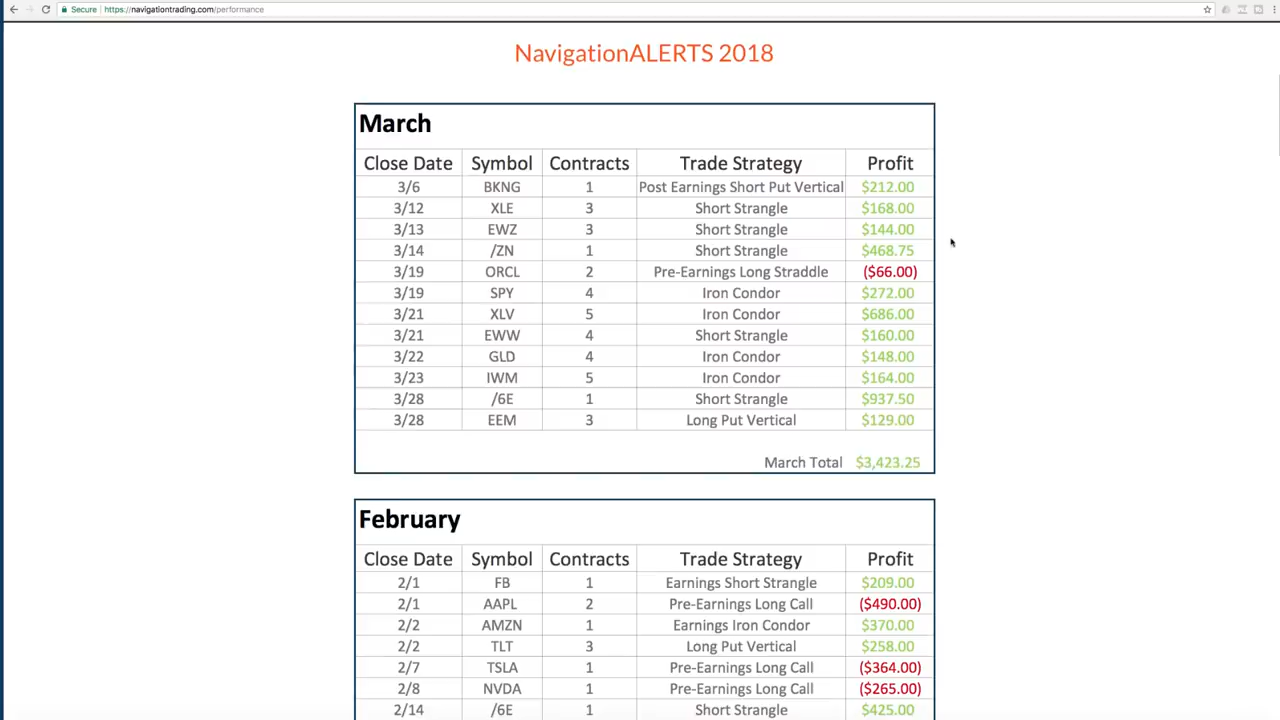 Secure https://navigationtrading.com/performance
NavigationALERTS 2018
March
Close Date Symbol Contracts Trade Strategy Profit
3/6 BKNG 1 Post Earnings Short Put Vertical $212.00
3/12 XLE 3 Short Strangle $168.00
3/13 EWZ 3 Short Strangle $144.00
3/14 /ZN 1 Short Strangle $468.75
3/19 ORCL 2 Pre-Earnings Long Straddle ($66.00)
3/19 SPY 4 Iron Condor $272.00
3/21 XLV 5 Iron Condor $686.00
3/21 EWW 4 Short Strangle $160.00
3/22 GLD 4 Iron Condor $148.00
3/23 IWM 5 Iron Condor $164.00
3/28 /6E 1 Short Strangle $937.50
3/28 EEM 3 Long Put Vertical $129.00
March Total $3,423.25
February
Close Date Symbol Contracts Trade Strategy Profit
2/1 FB 1 Earnings Short Strangle $209.00
2/1 AAPL 2 Pre-Earnings Long Call ($490.00)
2/2 AMZN 1 Earnings Iron Condor $370.00
2/2 TLT 3 Long Put Vertical $258.00
2/7 TSLA 1 Pre-Earnings Long Call ($364.00)
2/8 NVDA 1 Pre-Earnings Long Call ($265.00)
2/14 /6E 1 Short Strangle $425.00